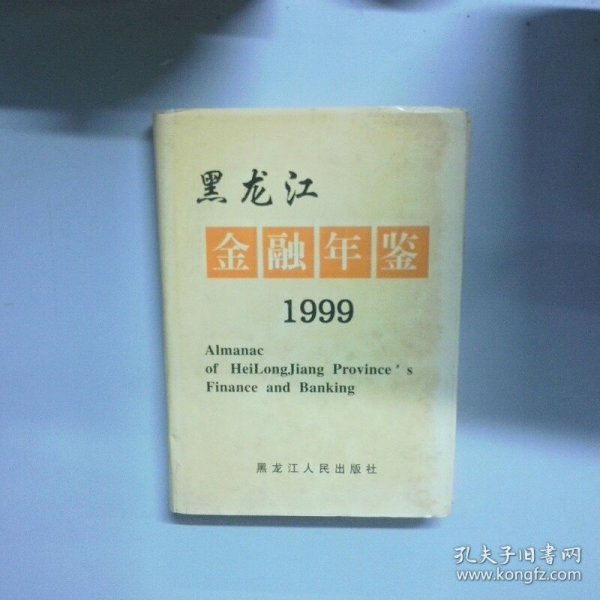 黑龙江
金融年鉴
1999
Almanac
of HeiLongJiang Province's
Finance and Banking
黑龙江人民出版社
孔夫子旧书网
www.kongfz.com